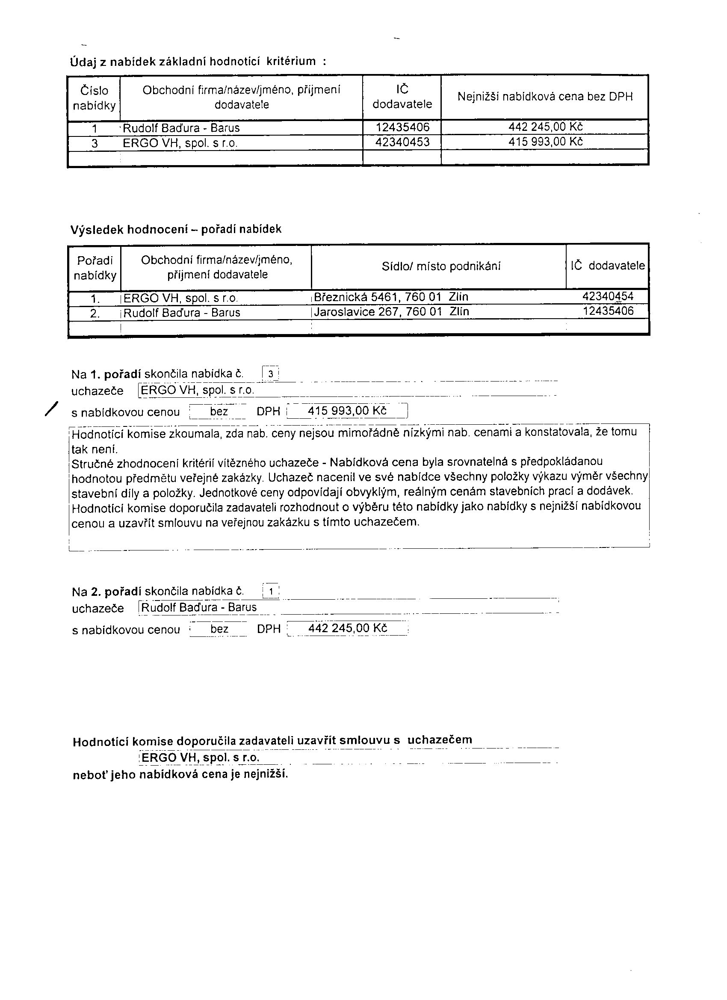 Údaj z nabídek základní hodnotící kritérium :
Číslo nabídky Obchodní firma/název/jméno, příjmení dodavatele IČ dodavatele Nejnižší nabídková cena bez DPH
1 Rudolf Baďura - Barus 12435406 442 245,00 Kč
3 ERGO VH, spol. s r.o. 42340453 415 993,00 Kč
Výsledek hodnocení – pořadí nabídek
Pořadí nabídky Obchodní firma/název/jméno, příjmení dodavatele Sídlo/ místo podnikání IČ dodavatele
1. ERGO VH, spol. s r.o. Březnická 5461, 760 01 Zlín 42340454
2. Rudolf Baďura - Barus Jaroslavice 267, 760 01 Zlín 12435406
Na 1. pořadí skončila nabídka č. 3
uchazeče ERGO VH, spol. s r.o.
s nabídkovou cenou bez DPH 415 993,00 Kč
Hodnotící komise zkoumala, zda nab. ceny nejsou mimořádně nízkými nab. cenami a konstatovala, že tomu
tak není.
Stručné zhodnocení kritérií vítězného uchazeče - Nabídková cena byla srovnatelná s předpokládanou
hodnotou předmětu veřejné zakázky. Uchazeč nacenil ve své nabídce všechny položky výkazu výměr všechny
stavební díly a položky. Jednotkové ceny odpovídají obvyklým, reálným cenám stavebních prací a dodávek.
Hodnotící komise doporučila zadavateli rozhodnout o výběru této nabídky jako nabídky s nejnižší nabídkovou
cenou a uzavřít smlouvu na veřejnou zakázku s tímto uchazečem.
Na 2. pořadí skončila nabídka č. 1
uchazeče Rudolf Baďura - Barus
s nabídkovou cenou bez DPH 442 245,00 Kč
Hodnotící komise doporučila zadavateli uzavřít smlouvu s uchazečem
ERGO VH, spol. s r.o.
neboť jeho nabídková cena je nejnižší.